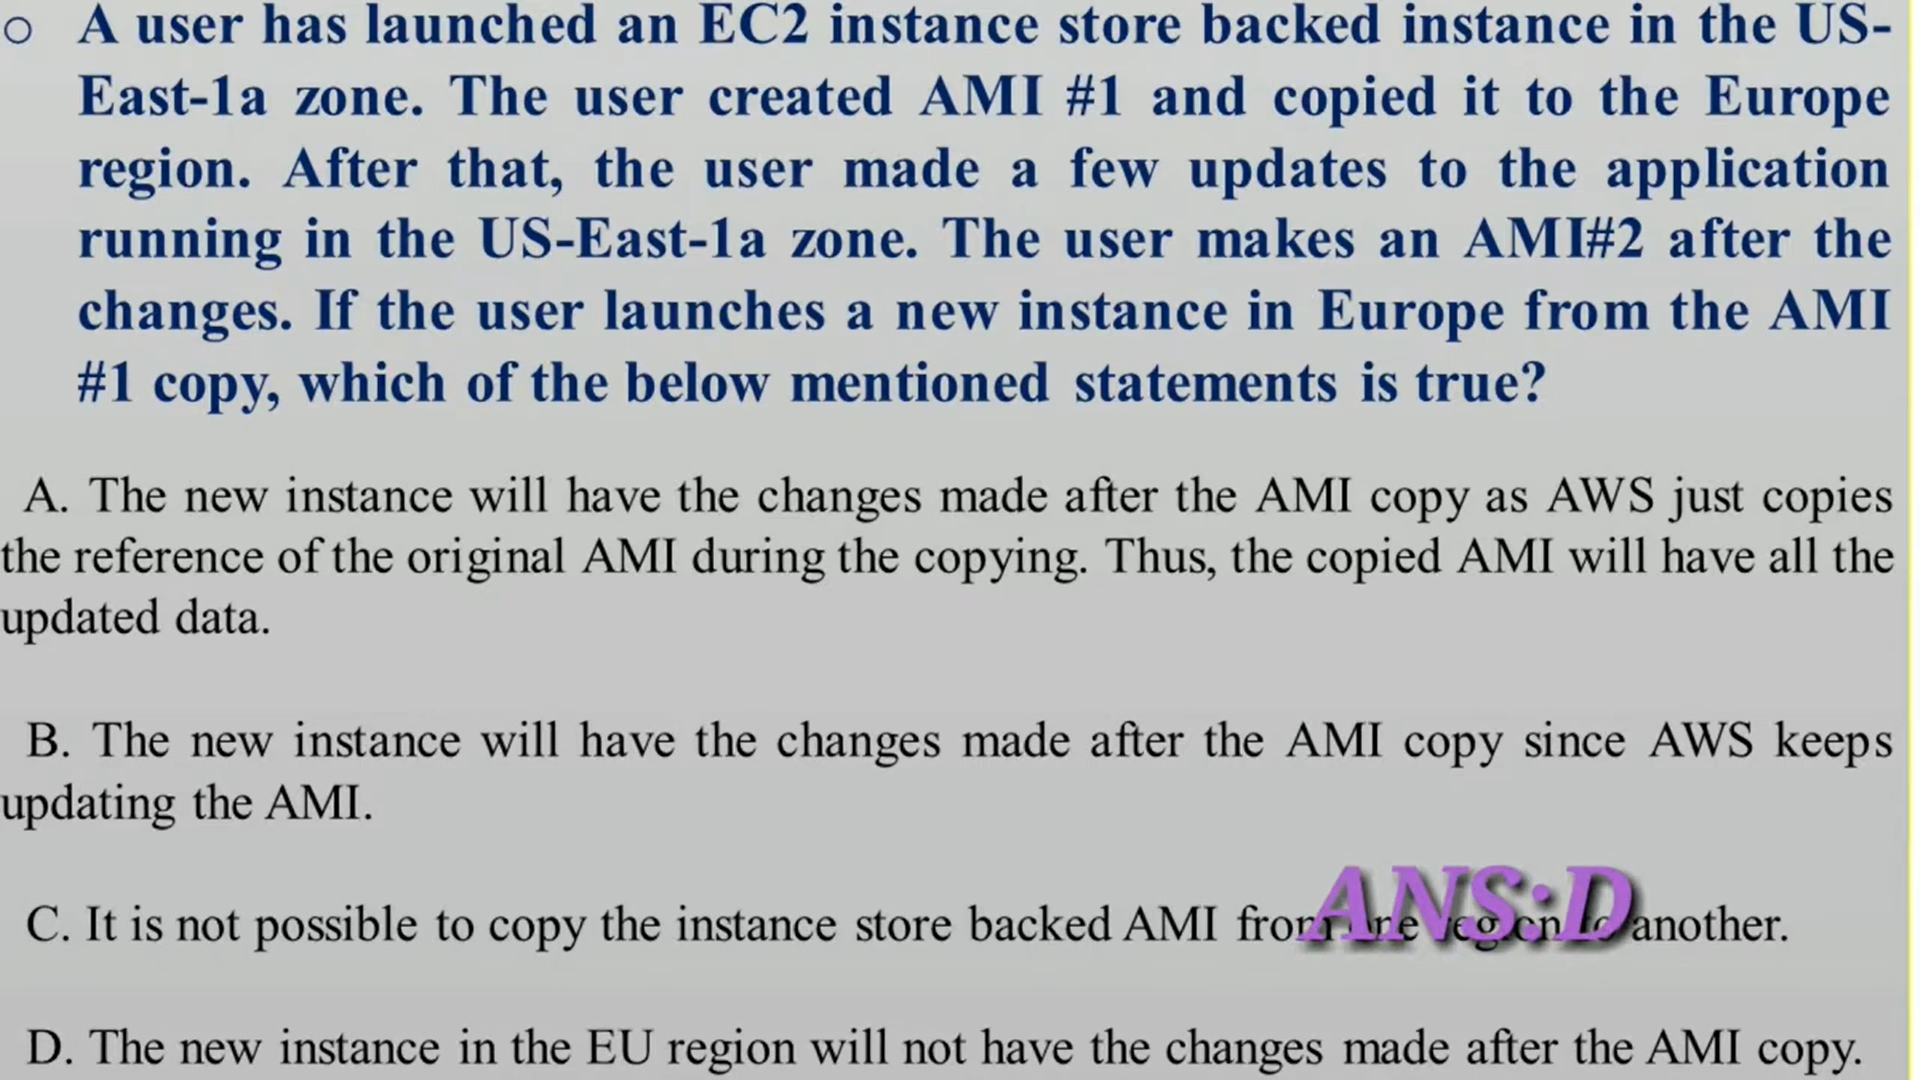 ○ A user has launched an EC2 instance store backed instance in the US-
East-1a zone. The user created AMI #1 and copied it to the Europe
region. After that, the user made a few updates to the application
running in the US-East-1a zone. The user makes an AMI#2 after the
changes. If the user launches a new instance in Europe from the AMI
#1 copy, which of the below mentioned statements is true?
A. The new instance will have the changes made after the AMI copy as AWS just copies
the reference of the original AMI during the copying. Thus, the copied AMI will have all the
updated data.
B. The new instance will have the changes made after the AMI copy since AWS keeps
updating the AMI.
C. It is not possible to copy the instance store backed AMI from one region to another.
ANS:D
D. The new instance in the EU region will not have the changes made after the AMI copy.